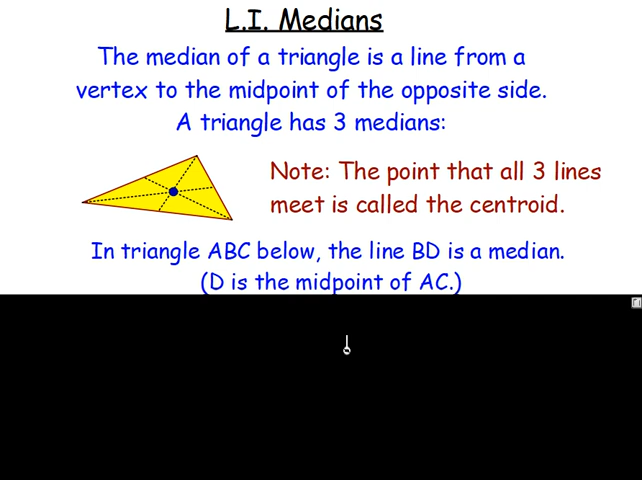 L.I. Medians
The median of a triangle is a line from a
vertex to the midpoint of the opposite side.
A triangle has 3 medians:
Note: The point that all 3 lines
meet is called the centroid.
In triangle ABC below, the line BD is a median.
(D is the midpoint of AC.)